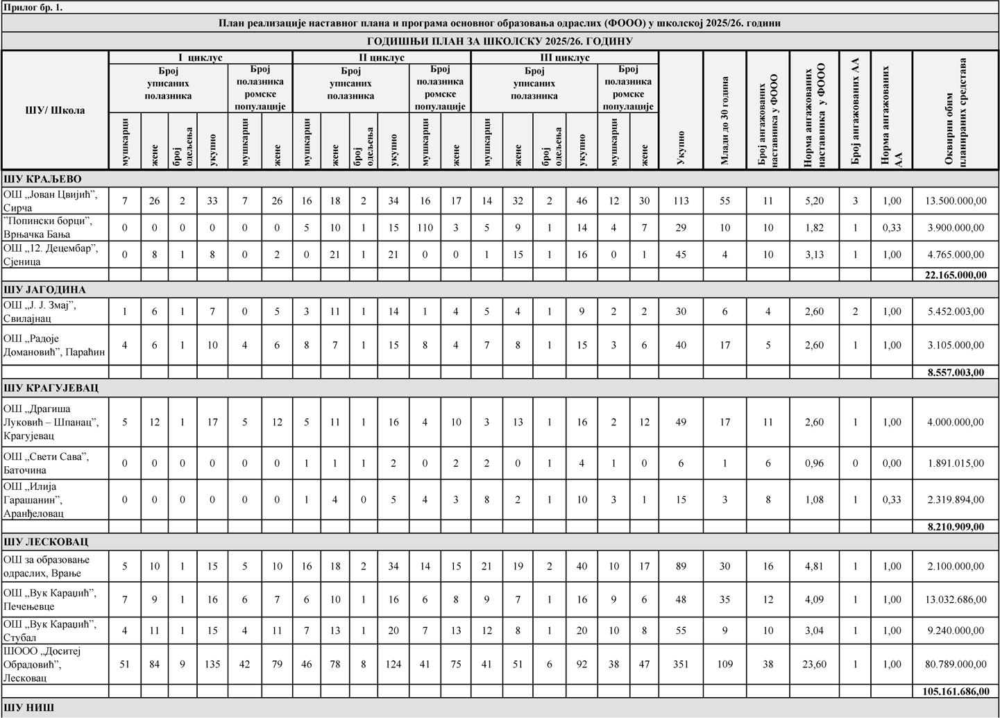 Прилог бр. 1.
План реализације наставног плана и програма основног образовања одраслих (ФООО) у школској 2025/26. години
ГОДИШЊИ ПЛАН ЗА ШКОЛСКУ 2025/26. ГОДИНУ
ШУ/ Школа
I циклус
II циклус
III циклус
Број
уписаних
полазника
Број
полазника
ромске
популације
Број
уписаних
полазника
Број
полазника
ромске
популације
Број
уписаних
полазника
Број
полазника
ромске
популације
мушкарци
жене
број
одељења
укупно
мушкарци
жене
мушкарци
жене
број
одељења
укупно
мушкарци
жене
мушкарци
жене
број
одељења
укупно
мушкарци
жене
Укупно
Млади до 30 година
Број ангажованих
наставника у ФООО
Норма ангажованих
наставника у ФООО
Број ангажованих АА
Норма ангажованих
АА
Оквирни обим
планираних средстава
ШУ КРАЉЕВО
ОШ „Јован Цвијић”,
Сирча
7 26 2 33 7 26 16 18 2 34 16 17 14 32 2 46 12 30 113 55 11 5,20 3 1,00 13.500.000,00
”Попински борци”,
Врњачка Бања
0 0 0 0 0 0 5 10 1 15 110 3 5 9 1 14 4 7 29 10 10 1,82 1 0,33 3.900.000,00
ОШ „12. Децембар”,
Сјеница
0 8 1 8 0 2 0 21 1 21 0 0 1 15 1 16 0 1 45 4 10 3,13 1 1,00 4.765.000,00
22.165.000,00
ШУ ЈАГОДИНА
ОШ „Ј. Ј. Змај”,
Свилајнац
1 6 1 7 0 5 3 11 1 14 1 4 5 4 1 9 2 2 30 6 4 2,60 2 1,00 5.452.003,00
ОШ „Радоје
Домановић”, Параћин
4 6 1 10 4 6 8 7 1 15 8 4 7 8 1 15 3 6 40 17 5 2,60 1 1,00 3.105.000,00
8.557.003,00
ШУ КРАГУЈЕВАЦ
ОШ „Драгиша
Луковић – Шпанац”,
Крагујевац
5 12 1 17 5 12 5 11 1 16 4 10 3 13 1 16 2 12 49 17 11 2,60 1 1,00 4.000.000,00
ОШ „Свети Сава”,
Баточина
0 0 0 0 0 0 1 1 1 2 0 2 2 0 1 4 1 0 6 1 6 0,96 0 0,00 1.891.015,00
ОШ „Илија
Гарашанин”,
Аранђеловац
0 0 0 0 0 0 1 4 0 5 4 3 8 2 1 10 3 1 15 3 8 1,08 1 0,33 2.319.894,00
8.210.909,00
ШУ ЛЕСКОВАЦ
ОШ за образовање
одраслих, Врање
5 10 1 15 5 10 16 18 2 34 14 15 21 19 2 40 10 17 89 30 16 4,81 1 1,00 2.100.000,00
ОШ „Вук Караџић”,
Печењевце
7 9 1 16 6 7 6 10 1 16 6 8 9 7 1 16 9 6 48 35 12 4,09 1 1,00 13.032.686,00
ОШ „Вук Караџић”,
Стубал
4 11 1 15 4 11 7 13 1 20 7 13 12 8 1 20 10 8 55 9 10 3,04 1 1,00 9.240.000,00
ШООО „Доситеј
Обрадовић”,
Лесковац
51 84 9 135 42 79 46 78 8 124 41 75 41 51 6 92 38 47 351 109 38 23,60 1 1,00 80.789.000,00
105.161.686,00
ШУ НИШ